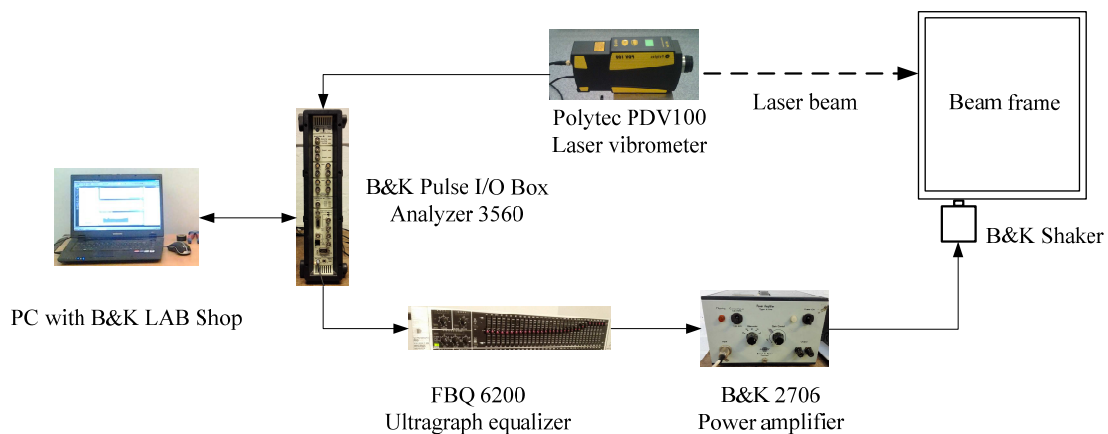 Polytec PDV100
Laser vibrometer
Laser beam
Beam frame
B&K Pulse I/O Box
Analyzer 3560
B&K Shaker
PC with B&K LAB Shop
FBQ 6200
Ultragraph equalizer
B&K 2706
Power amplifier